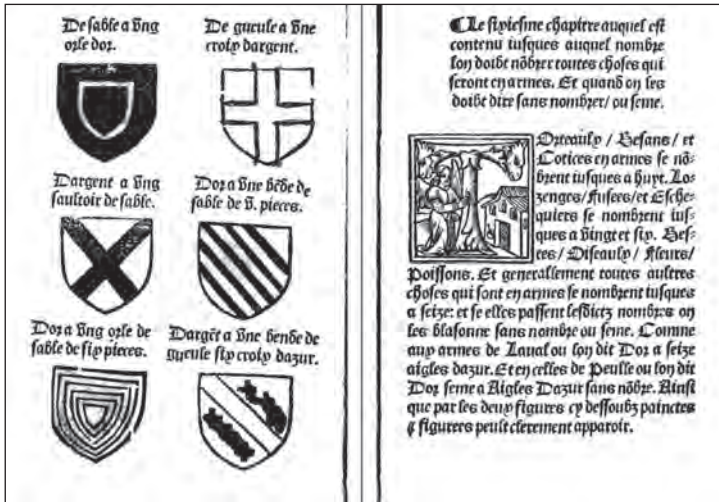 De sable a vng
orle dor.
De gueule a vne
croix dargent.
Dargent a vng
saultoir de sable.
Dor a vne bēde de
sable de v. pieces.
Dor a vng orle de
sable de six pieces.
Dargēt a vne bende de
gueule six croix dazur.
¶ Le sixiesme chapitre auquel est
contenu iusques auquel nombre
lon doibt nōbrer toutes choses qui
seront en armes. Et quand on les
doibt dire sans nombrer / ou seme.
Orteaulx / Besans / et
Cotices en armes se nō-
brent iusques a huyt. Lo-
zenges / fusees / et Esche-
quiers se nombrent ius-
ques a vingt et six. Bes-
tes / Oiseaulx / fleurs /
Poissons. Et generallement toutes aultres
choses qui sont en armes se nombrent iusques
a seize: et se elles passent lesdictz nombres on
les blasonne sans nombre ou seme. Comme
aux armes de Laual ou lon dit Dor a seize
aigles dazur. Et en celles de Peulle ou lon dit
Dor seme a Aigles Dazur sans nōbre. Ainsi
que par les deux figures cy dessoubz painctes
⁊ figurees peult clerement apparoir.